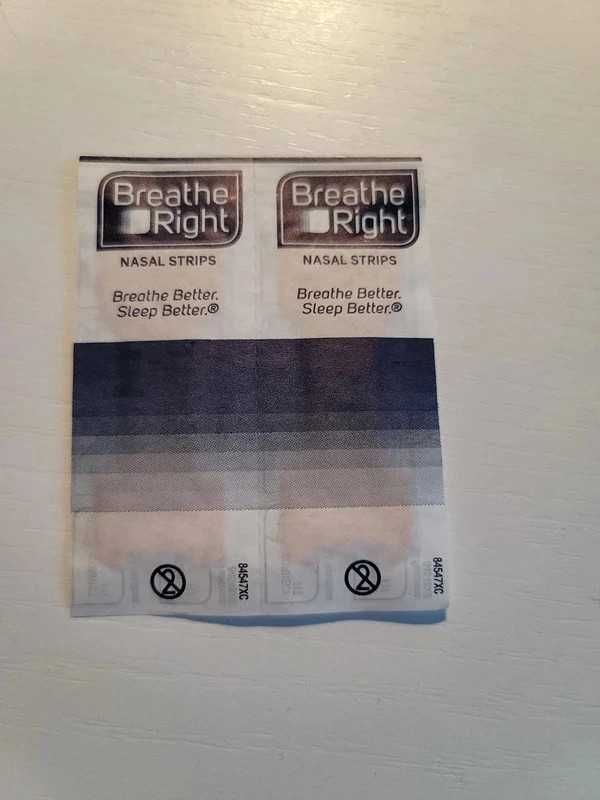 Breathe
Right
NASAL STRIPS
Breathe Better.
Sleep Better.®
84547XC
Breathe
Right
NASAL STRIPS
Breathe Better.
Sleep Better.®
84547XC